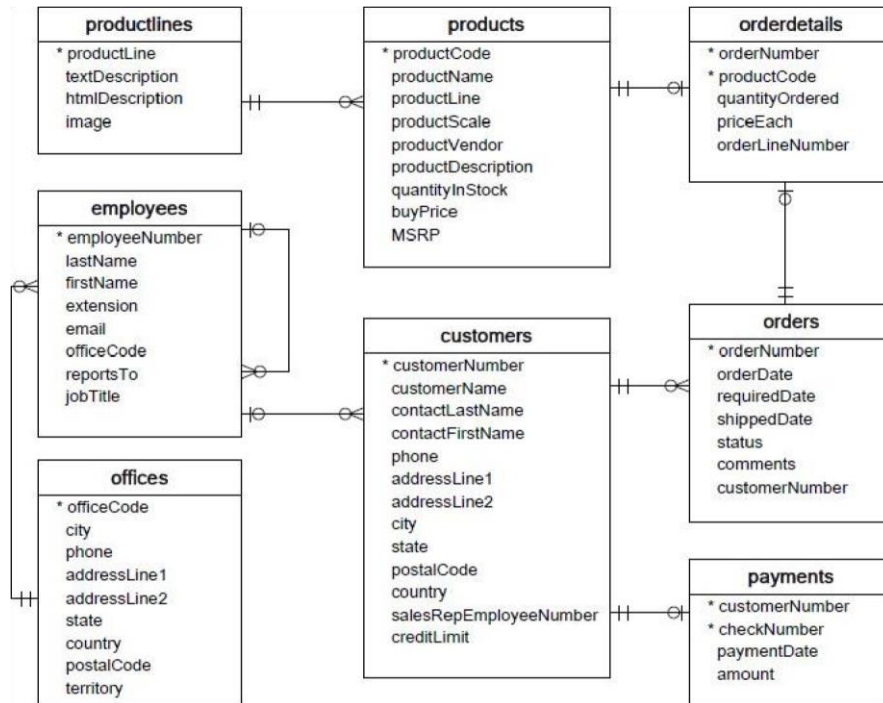 productlines
* productLine
textDescription
htmlDescription
image
products
* productCode
productName
productLine
productScale
productVendor
productDescription
quantityInStock
buyPrice
MSRP
orderdetails
* orderNumber
* productCode
quantityOrdered
priceEach
orderLineNumber
employees
* employeeNumber
lastName
firstName
extension
email
officeCode
reportsTo
jobTitle
customers
* customerNumber
customerName
contactLastName
contactFirstName
phone
addressLine1
addressLine2
city
state
postalCode
country
salesRepEmployeeNumber
creditLimit
orders
* orderNumber
orderDate
requiredDate
shippedDate
status
comments
customerNumber
offices
* officeCode
city
phone
addressLine1
addressLine2
state
country
postalCode
territory
payments
* customerNumber
* checkNumber
paymentDate
amount